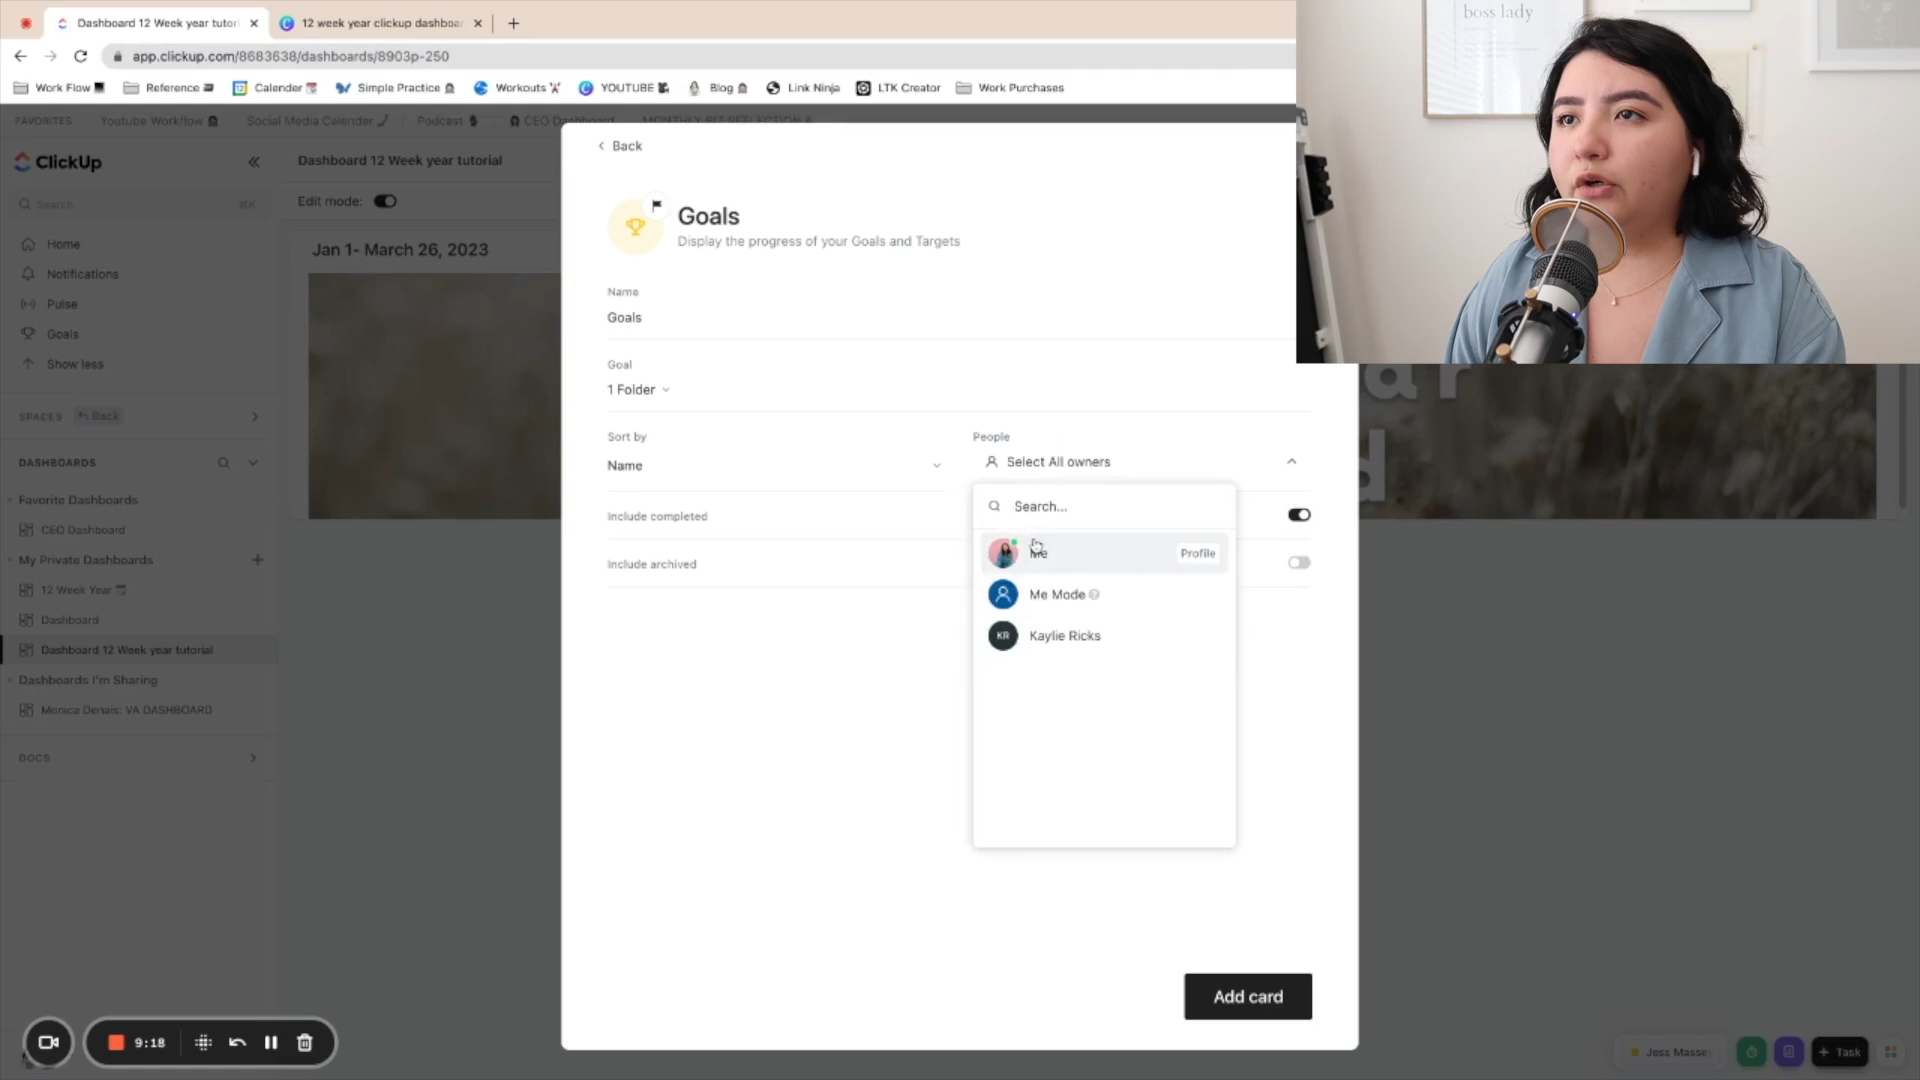 Dashboard 12 Week year tutori
12 week year clickup dashboa
app.clickup.com/8683638/dashboards/8903p-250
Work Flow
Reference
Calender
Simple Practice
Workouts
YOUTUBE
Blog
Link Ninja
LTK Creator
Work Purchases
FAVORITES
Youtube Workflow
Social Media Calender
Podcast
CEO Dashboard
MONTHLY BIZ REFLECTION
boss lady
ClickUp
Search
⌘K
Home
Notifications
Pulse
Goals
Show less
SPACES
Back
DASHBOARDS
Favorite Dashboards
CEO Dashboard
My Private Dashboards
12 Week Year
Dashboard
Dashboard 12 Week year tutorial
Dashboards I'm Sharing
Monica Denais: VA DASHBOARD
DOCS
Dashboard 12 Week year tutorial
Edit mode:
Jan 1- March 26, 2023
Back
Goals
Display the progress of your Goals and Targets
Name
Goals
Goal
1 Folder
Sort by
Name
People
Select All owners
Include completed
Include archived
Search...
Me
Profile
Me Mode
KR
Kaylie Ricks
Add card
ar
d
9:18
Jess Masse
+ Task